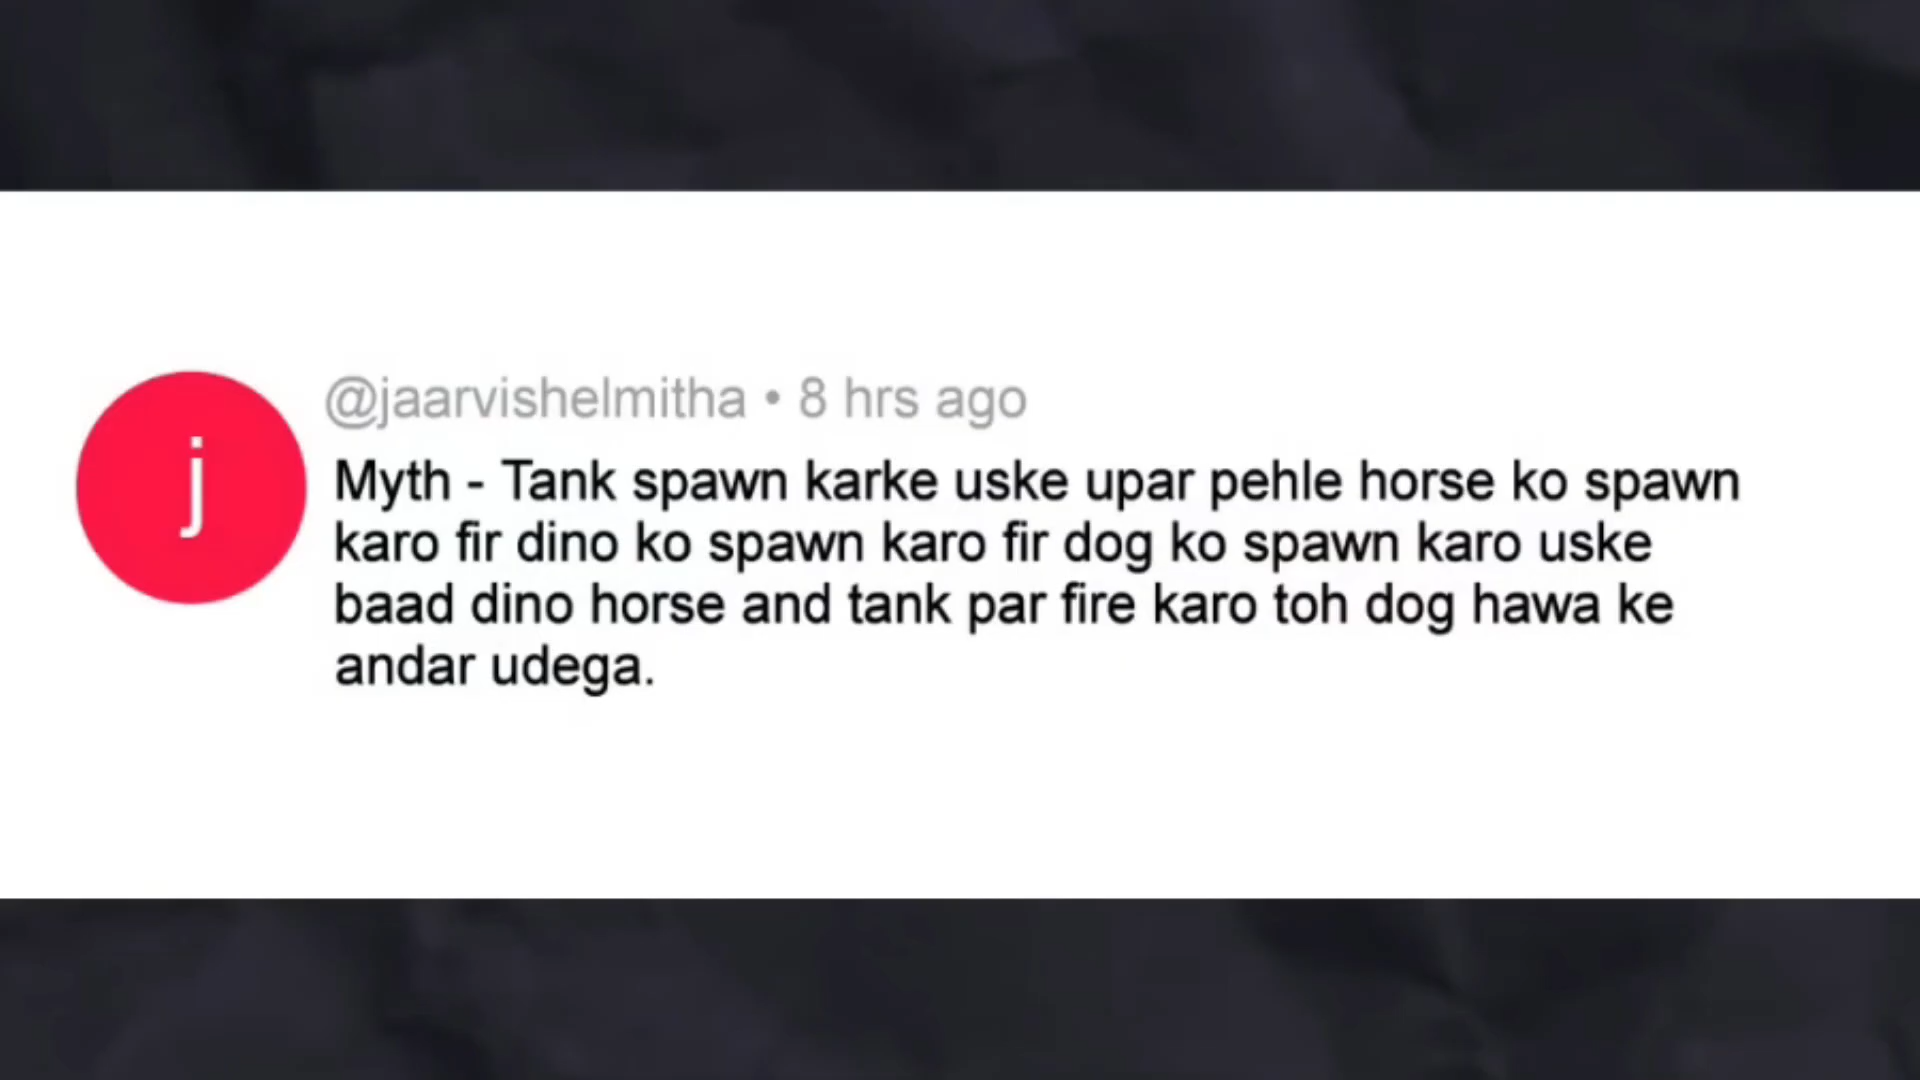 j
@jaarvishelmitha • 8 hrs ago
Myth - Tank spawn karke uske upar pehle horse ko spawn
karo fir dino ko spawn karo fir dog ko spawn karo uske
baad dino horse and tank par fire karo toh dog hawa ke
andar udega.